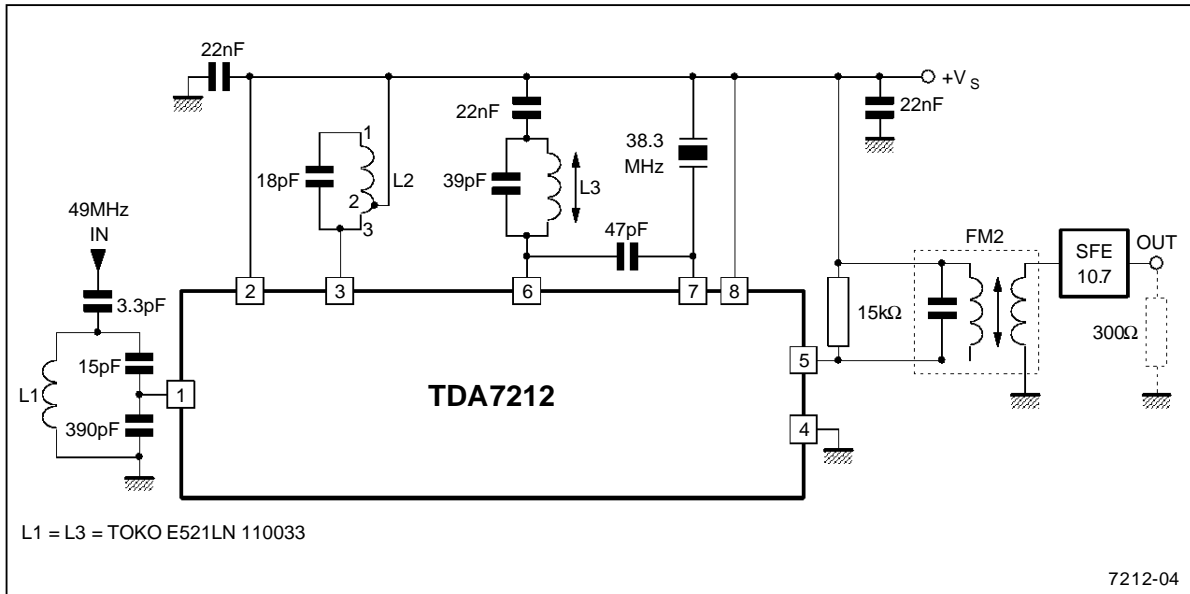 22nF
+VS
22nF
22nF
1
18pF
L2
2
3
39pF
L3
38.3
MHz
47pF
49MHz
IN
3.3pF
15pF
L1
390pF
FM2
SFE
10.7
OUT
15kΩ
300Ω
2
3
6
7
8
1
5
4
TDA7212
L1 = L3 = TOKO E521LN 110033
7212-04